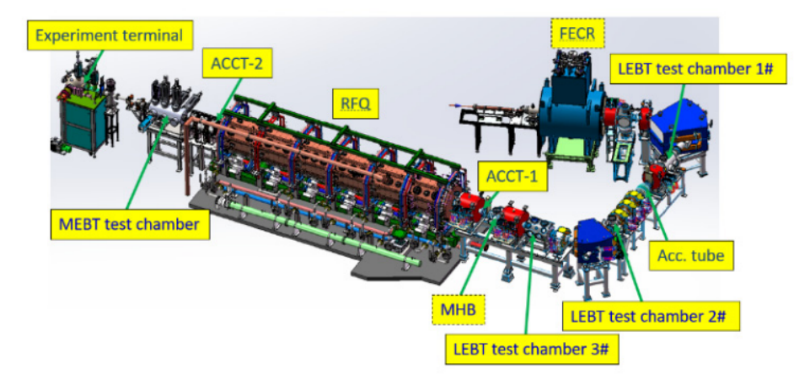 Experiment terminal
FECR
ACCT-2
LEBT test chamber 1#
RFQ
ACCT-1
MEBT test chamber
Acc. tube
MHB
LEBT test chamber 2#
LEBT test chamber 3#